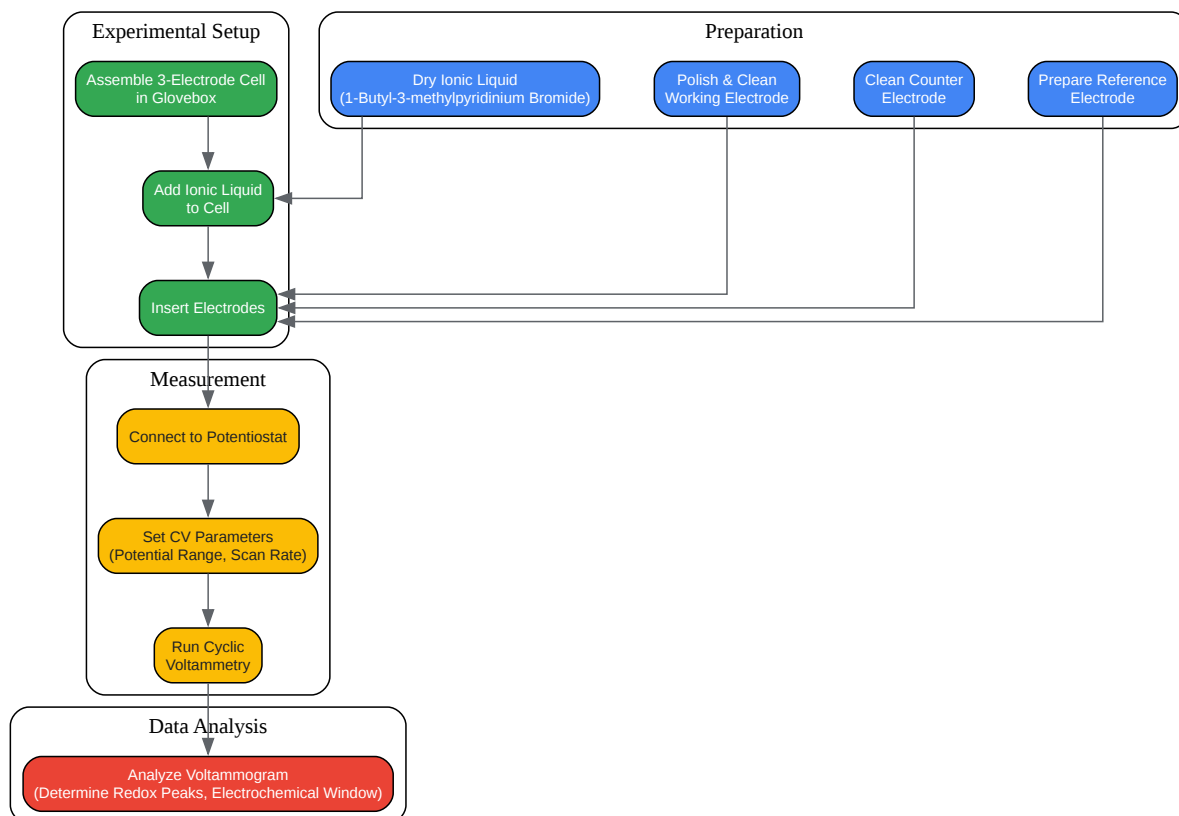 Experimental Setup
Assemble 3-Electrode Cell
in Glovebox
Add Ionic Liquid
to Cell
Insert Electrodes
Preparation
Dry Ionic Liquid
(1-Butyl-3-methylpyridinium Bromide)
Polish & Clean
Working Electrode
Clean Counter
Electrode
Prepare Reference
Electrode
Measurement
Connect to Potentiostat
Set CV Parameters
(Potential Range, Scan Rate)
Run Cyclic
Voltammetry
Data Analysis
Analyze Voltammogram
(Determine Redox Peaks, Electrochemical Window)